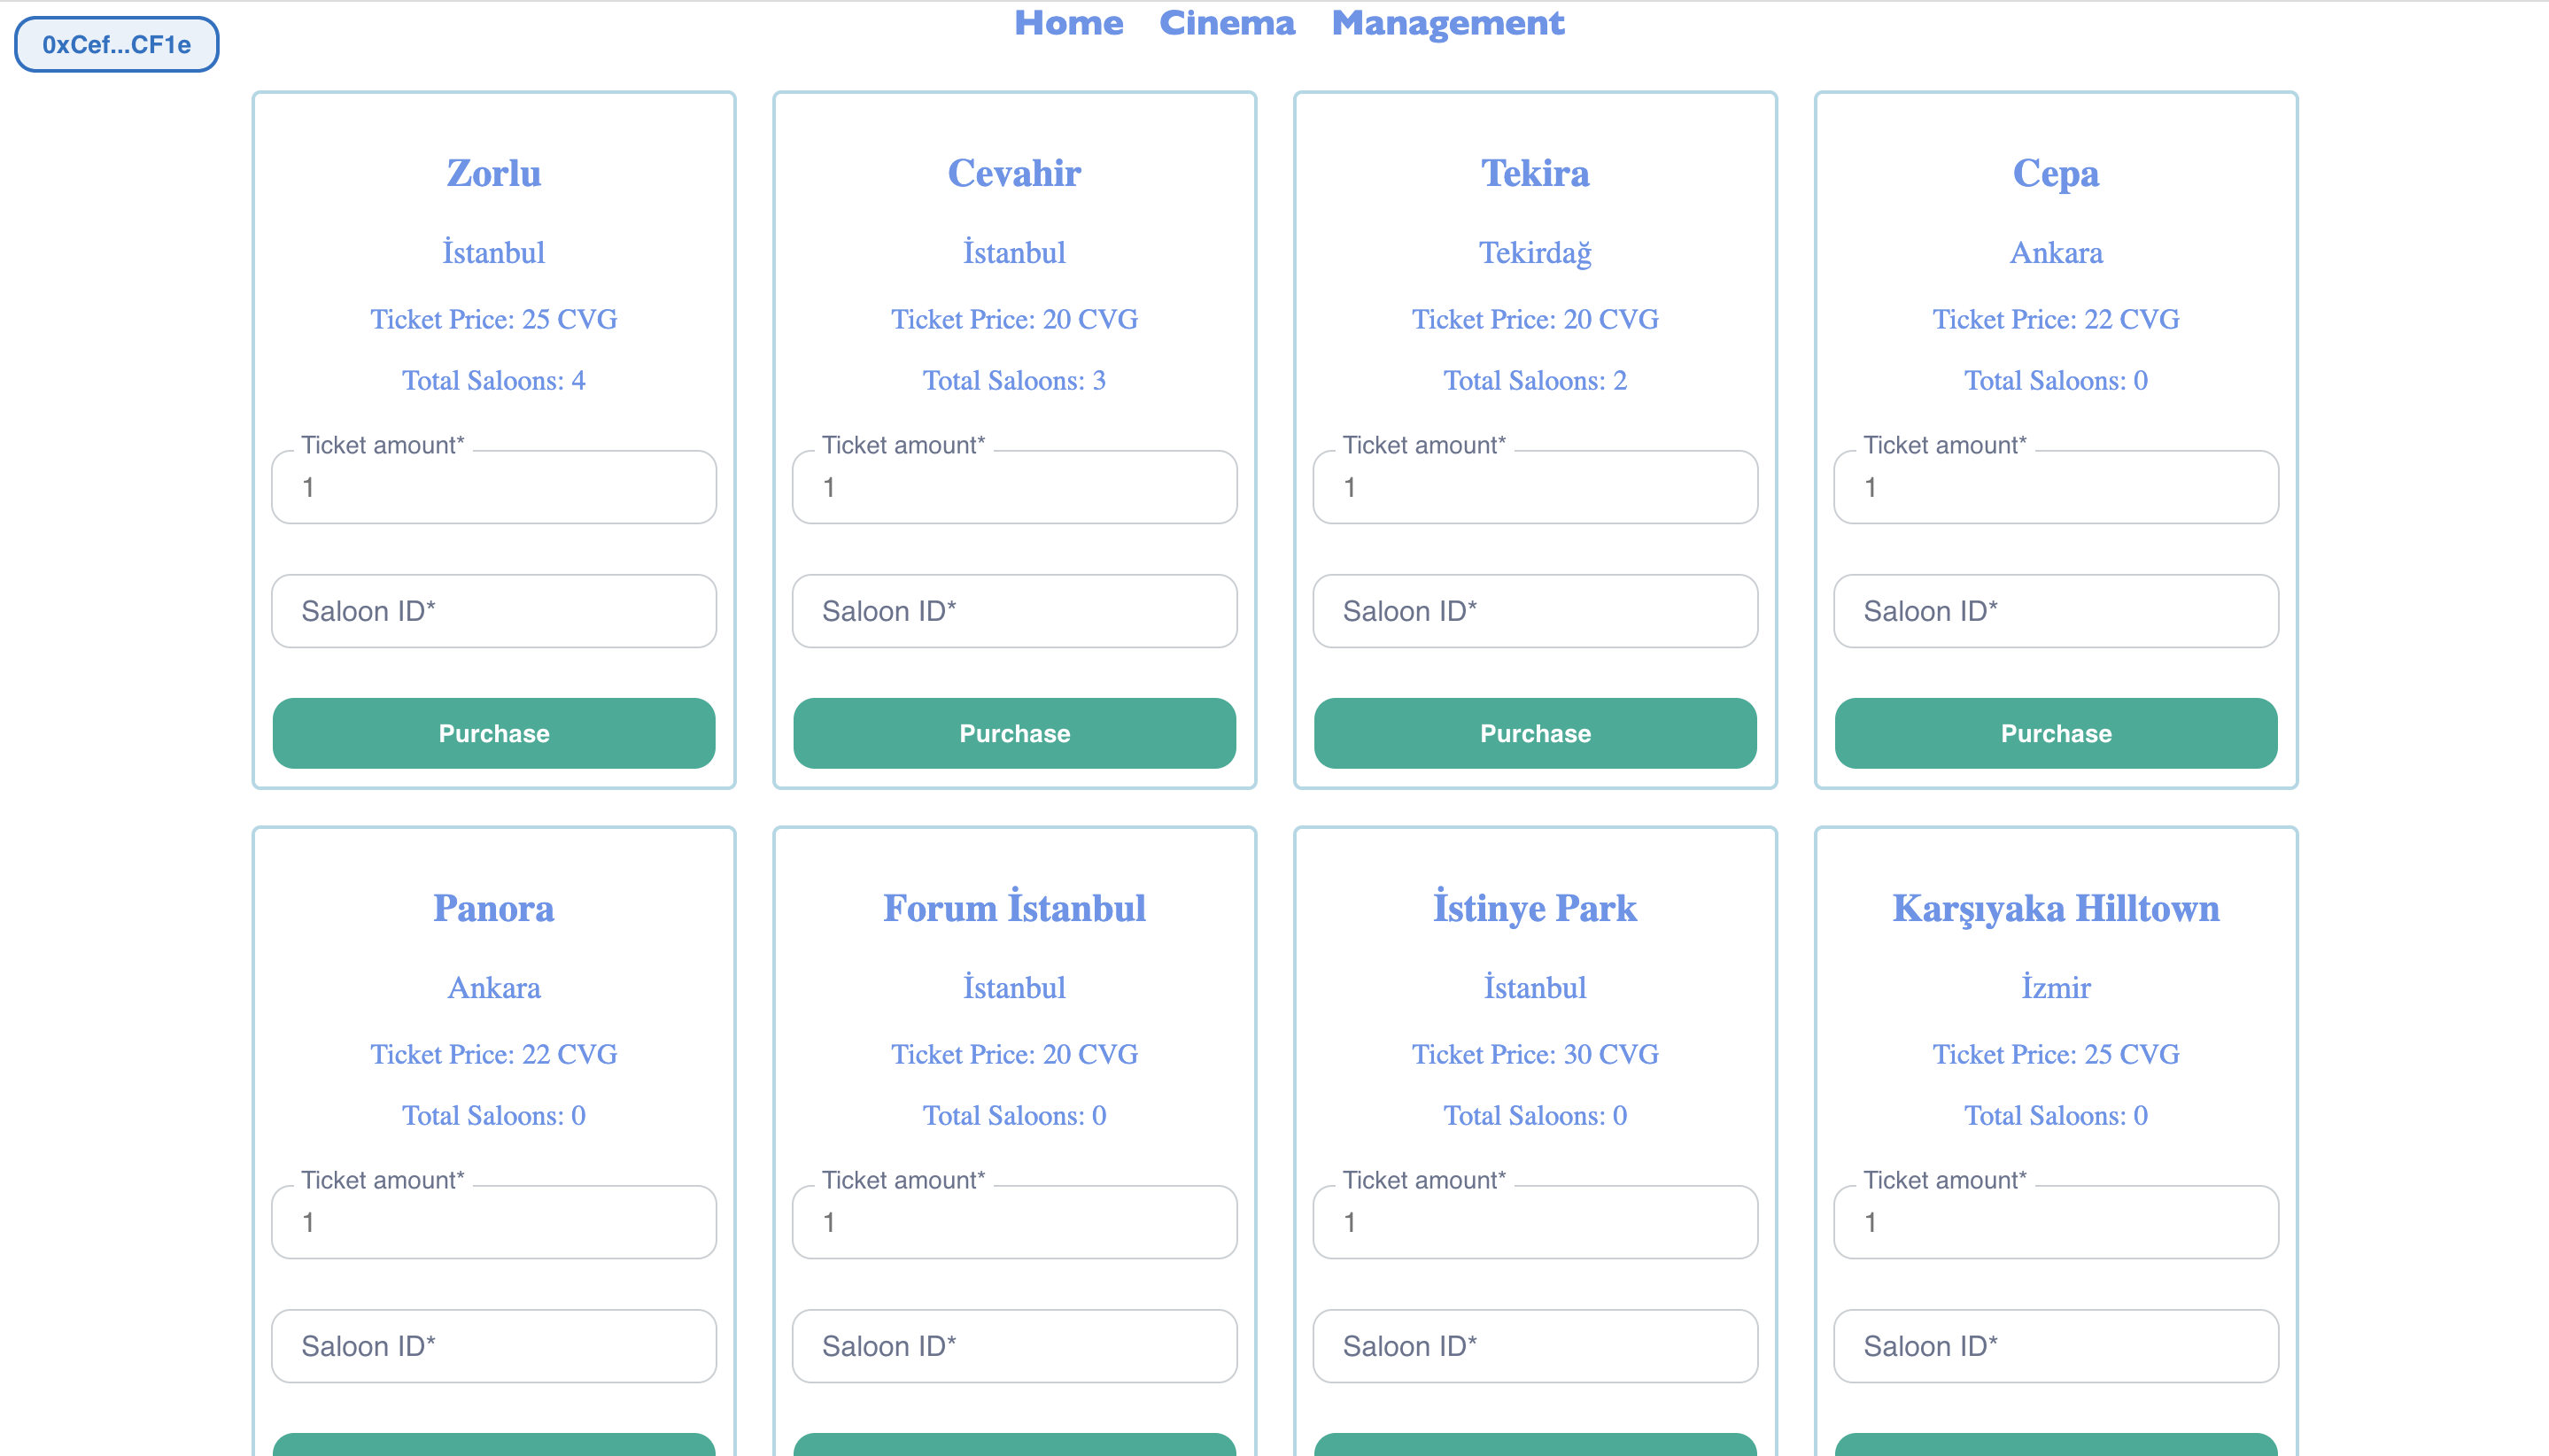 0xCef...CF1e
Home Cinema Management
Zorlu
İstanbul
Ticket Price: 25 CVG
Total Saloons: 4
Ticket amount*
1
Saloon ID*
Purchase
Cevahir
İstanbul
Ticket Price: 20 CVG
Total Saloons: 3
Ticket amount*
1
Saloon ID*
Purchase
Tekira
Tekirdağ
Ticket Price: 20 CVG
Total Saloons: 2
Ticket amount*
1
Saloon ID*
Purchase
Cepa
Ankara
Ticket Price: 22 CVG
Total Saloons: 0
Ticket amount*
1
Saloon ID*
Purchase
Panora
Ankara
Ticket Price: 22 CVG
Total Saloons: 0
Ticket amount*
1
Saloon ID*
Forum İstanbul
İstanbul
Ticket Price: 20 CVG
Total Saloons: 0
Ticket amount*
1
Saloon ID*
İstinye Park
İstanbul
Ticket Price: 30 CVG
Total Saloons: 0
Ticket amount*
1
Saloon ID*
Karşıyaka Hilltown
İzmir
Ticket Price: 25 CVG
Total Saloons: 0
Ticket amount*
1
Saloon ID*